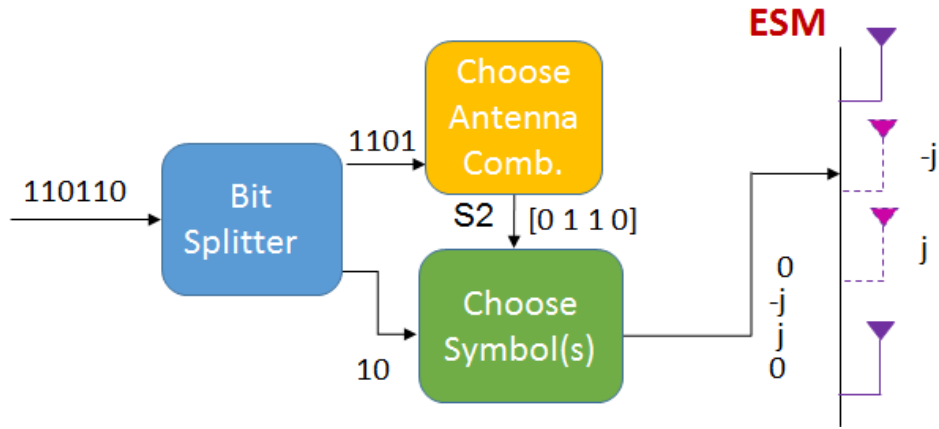 ESM
110110
Bit
Splitter
1101
Choose
Antenna
Comb.
S2
[0 1 1 0]
10
Choose
Symbol(s)
0
-j
j
0
-j
j